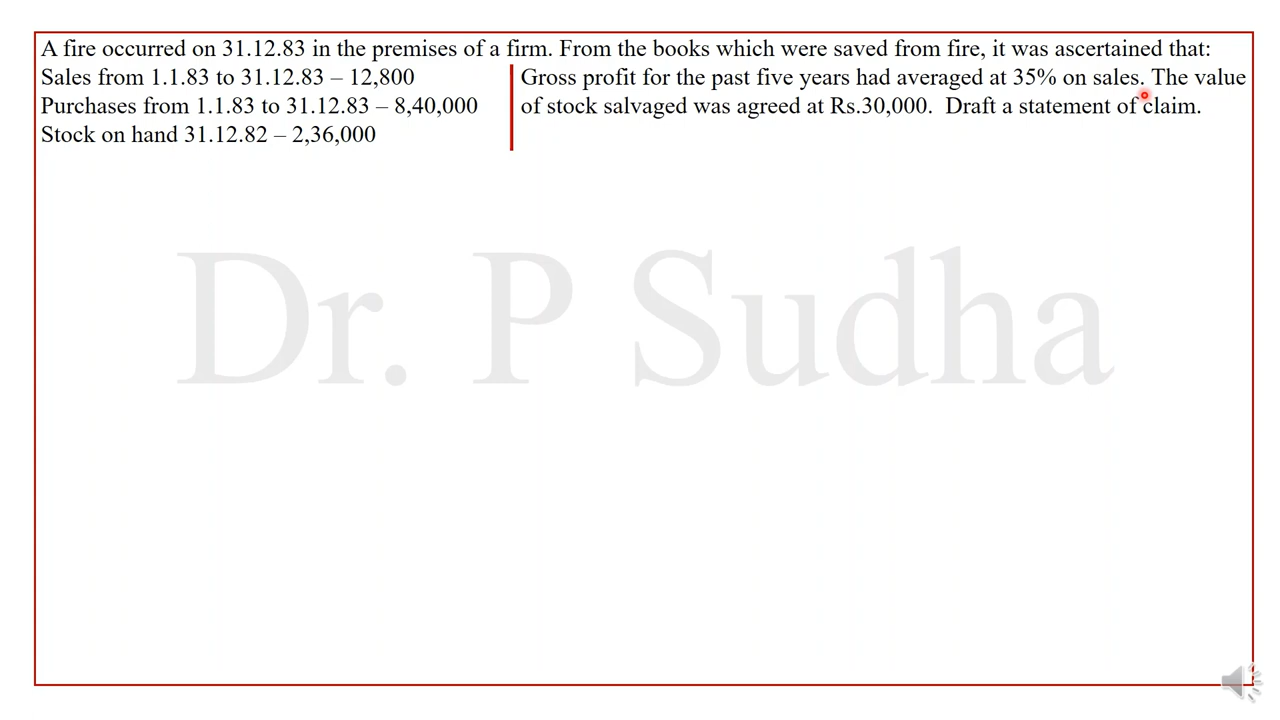 A fire occurred on 31.12.83 in the premises of a firm. From the books which were saved from fire, it was ascertained that:
Sales from 1.1.83 to 31.12.83 – 12,800
Purchases from 1.1.83 to 31.12.83 – 8,40,000
Stock on hand 31.12.82 – 2,36,000
Gross profit for the past five years had averaged at 35% on sales. The value
of stock salvaged was agreed at Rs.30,000. Draft a statement of claim.
Dr. P Sudha